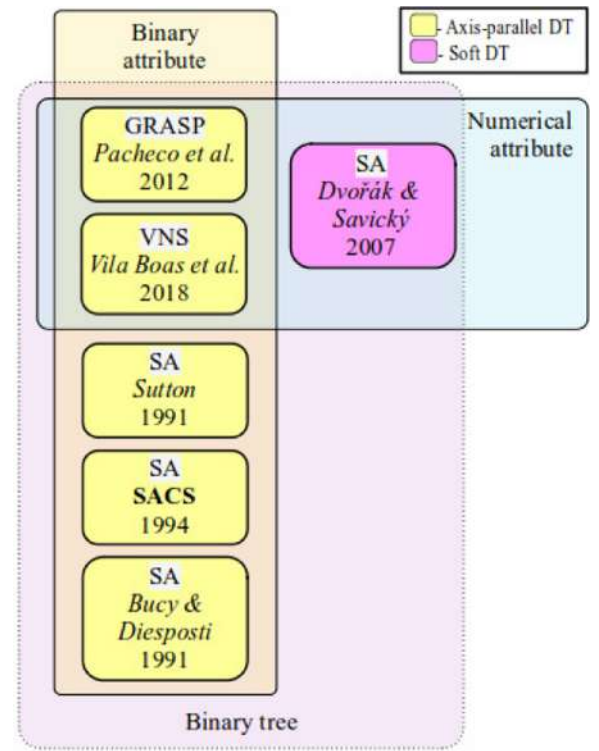 Binary
attribute
- Axis-parallel DT
- Soft DT
Numerical
attribute
GRASP
Pacheco et al.
2012
SA
Dvořák &
Savický
2007
VNS
Vila Boas et al.
2018
SA
Sutton
1991
SA
SACS
1994
SA
Bucy &
Diesposti
1991
Binary tree